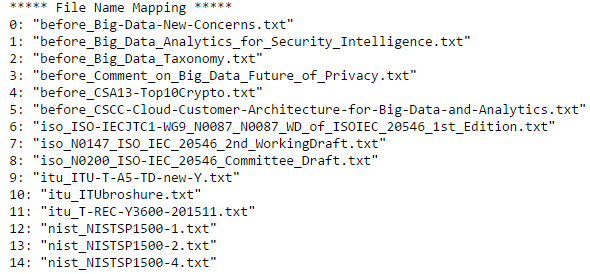 ***** File Name Mapping *****
0: "before_Big-Data-New-Concerns.txt"
1: "before_Big_Data_Analytics_for_Security_Intelligence.txt"
2: "before_Big_Data_Taxonomy.txt"
3: "before_Comment_on_Big_Data_Future_of_Privacy.txt"
4: "before_CSA13-Top10Crypto.txt"
5: "before_CSCC-Cloud-Customer-Architecture-for-Big-Data-and-Analytics.txt"
6: "iso_ISO-IECJTC1-WG9_N0087_N0087_WD_of_ISOIEC_20546_1st_Edition.txt"
7: "iso_N0147_ISO_IEC_20546_2nd_WorkingDraft.txt"
8: "iso_N0200_ISO-IEC_20546_Committee_Draft.txt"
9: "itu_ITU-T-A5-TD-new-Y.txt"
10: "itu_ITUbroshure.txt"
11: "itu_T-REC-Y3600-201511.txt"
12: "nist_NISTSP1500-1.txt"
13: "nist_NISTSP1500-2.txt"
14: "nist_NISTSP1500-4.txt"